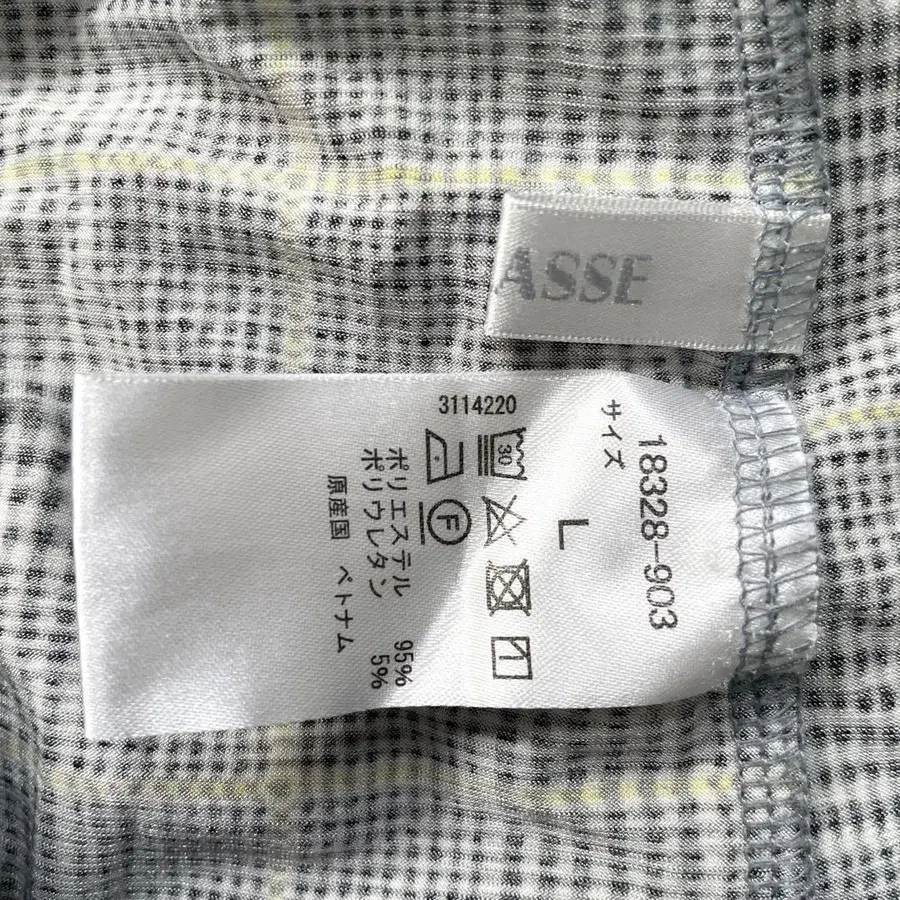 ASSE
18328-903
サイズ
L
30
F
ポリエステル 95%
ポリウレタン 5%
原産国 ベトナム
3114220